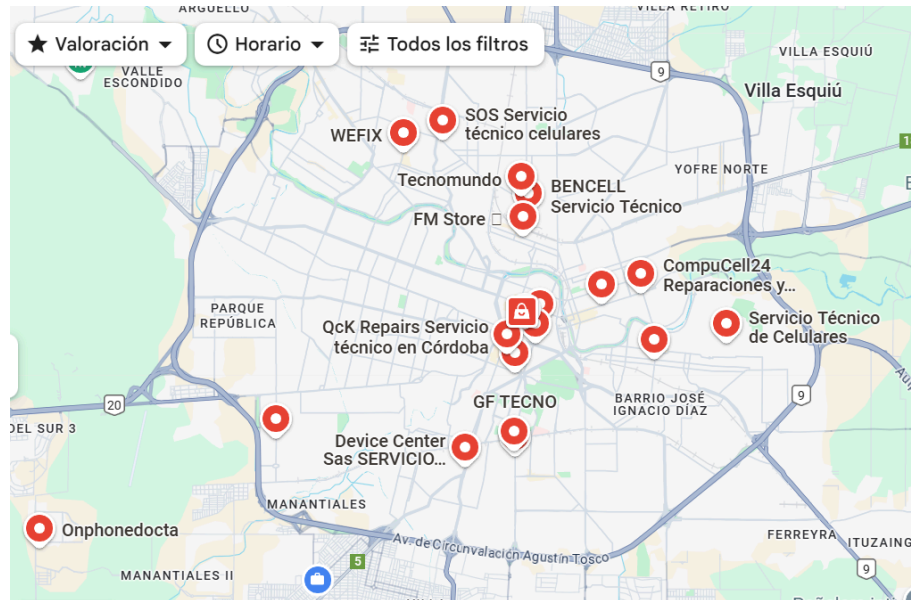 ARGUELLO
VILLA RETIRO
Valoración
Horario
Todos los filtros
VALLE
ESCONDIDO
9
VILLA ESQUIÚ
Villa Esquiú
WEFIX
SOS Servicio
técnico celulares
Tecnomundo
BENCELL
Servicio Técnico
YOFRE NORTE
FM Store
CompuCell24
Reparaciones y...
PARQUE
REPÚBLICA
QcK Repairs Servicio
técnico en Córdoba
Servicio Técnico
de Celulares
20
GF TECNO
BARRIO JOSÉ
IGNACIO DÍAZ
9
DEL SUR 3
Device Center
Sas SERVICIO...
MANANTIALES
Onphonedocta
Av. de Circunvalación Agustín Tosco
5
FERREYRA
ITUZAING
MANANTIALES II
9